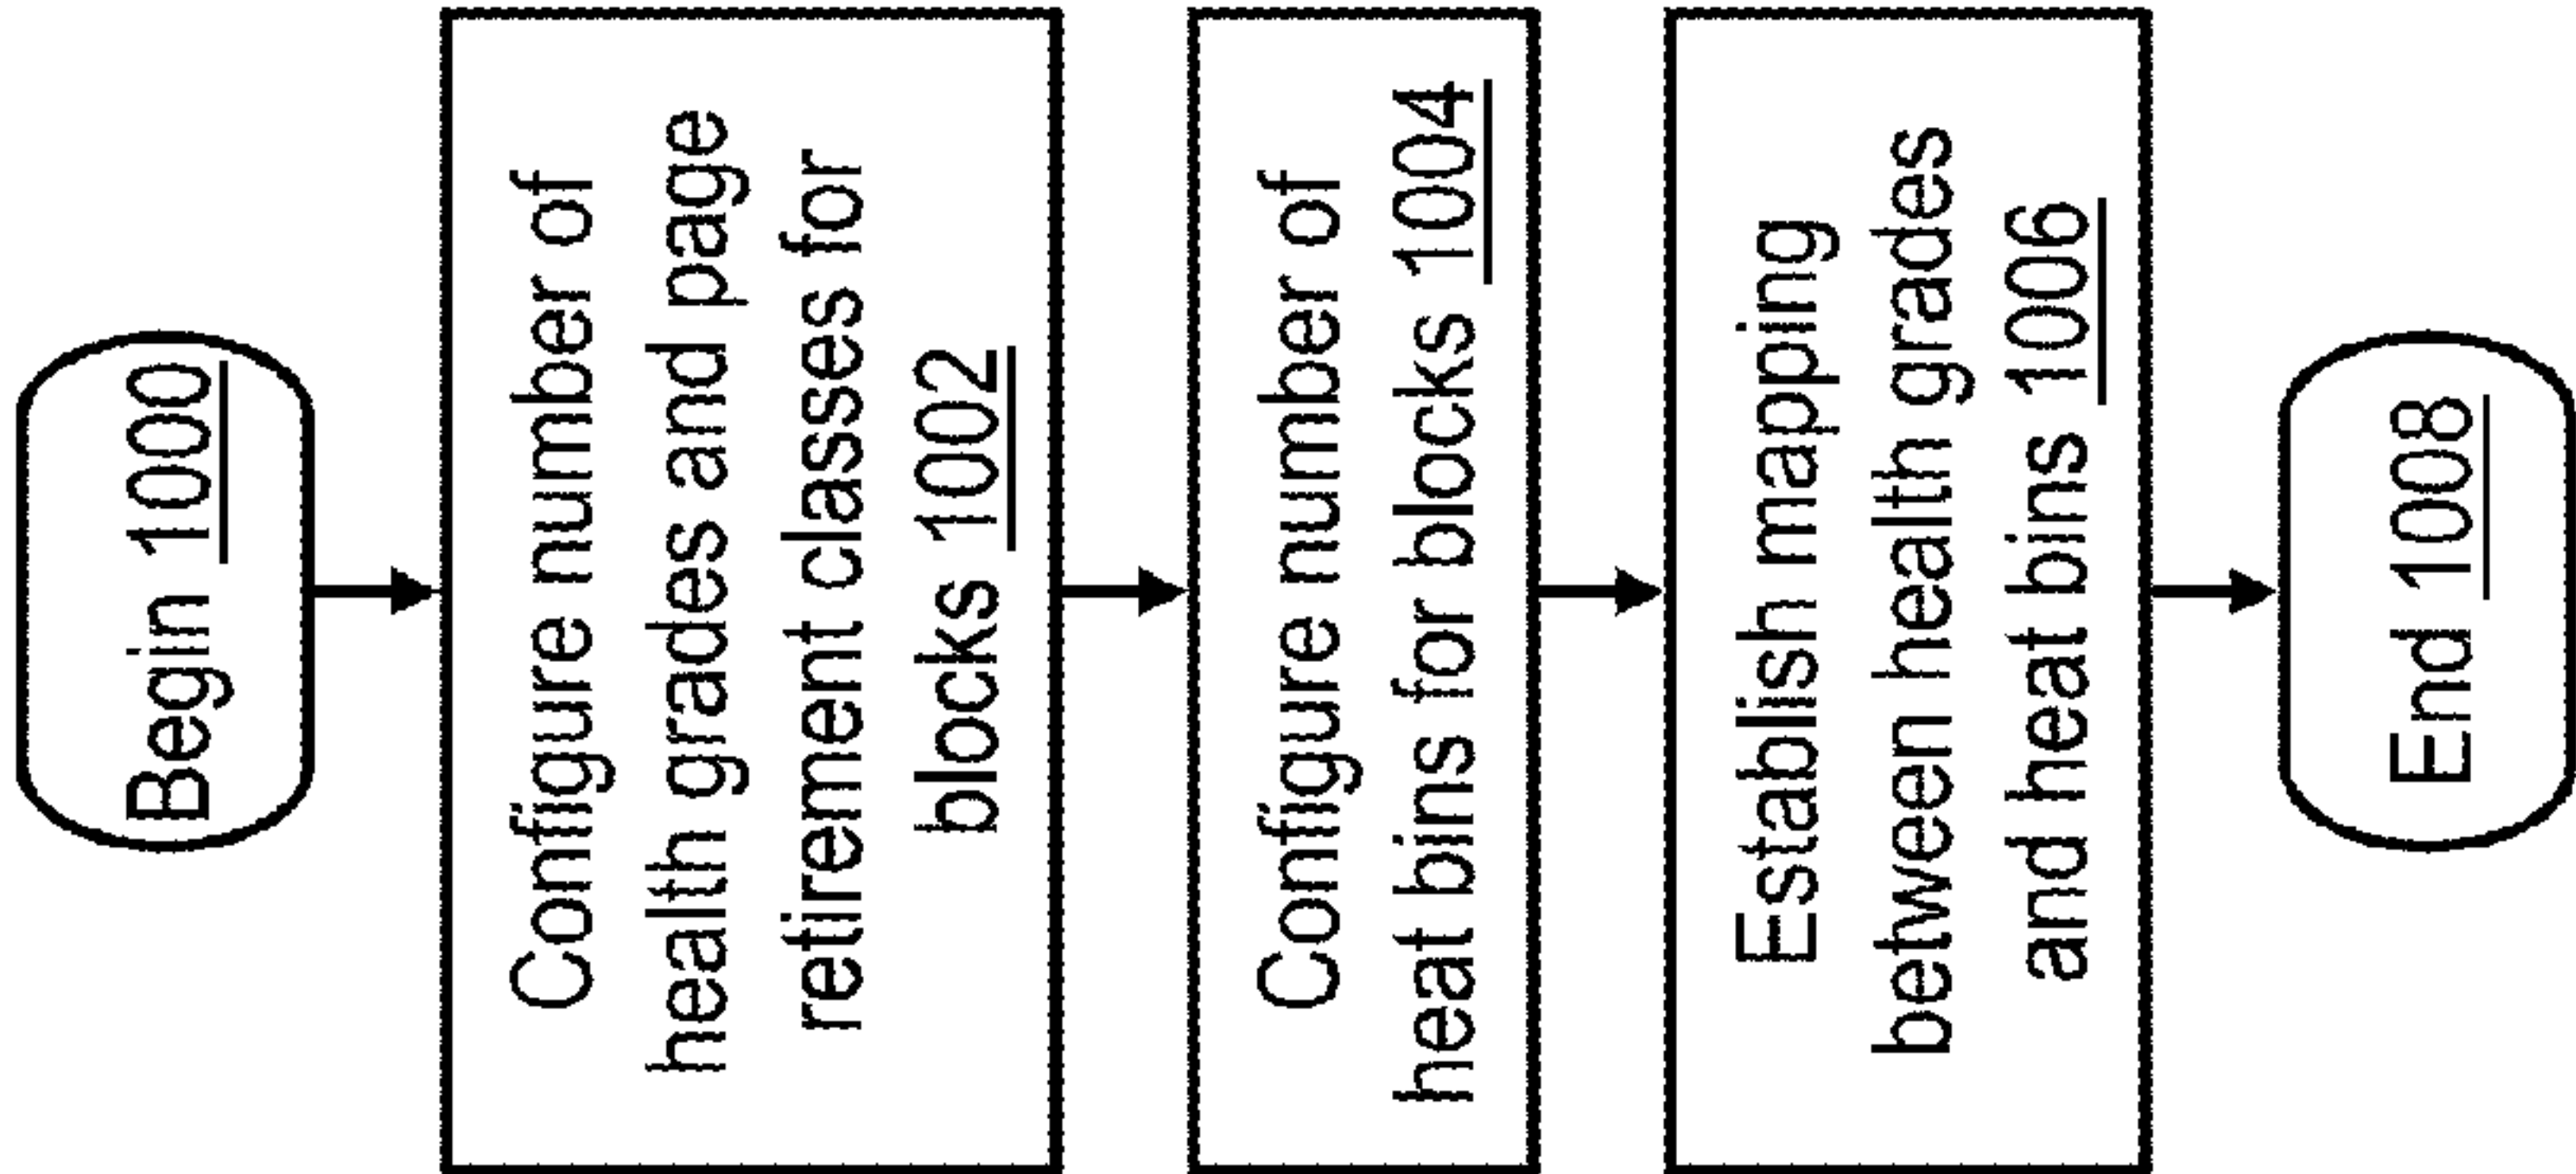 Begin 1000
Configure number of
health grades and page
retirement classes for
blocks 1002
Configure number of
heat bins for blocks 1004
Establish mapping
between health grades
and heat bins 1006
End 1008